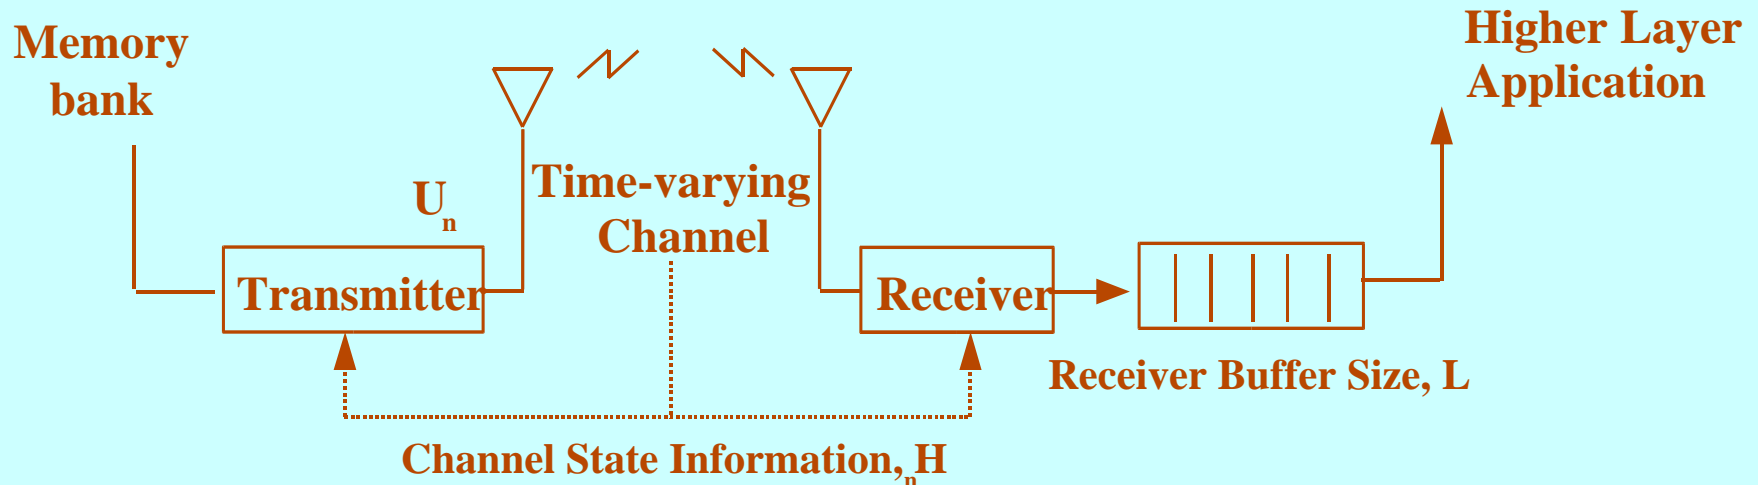 Memory
bank
Higher Layer
Application
U
n
Time-varying
Channel
Transmitter
Receiver
Receiver Buffer Size, L
Channel State Information, H
n